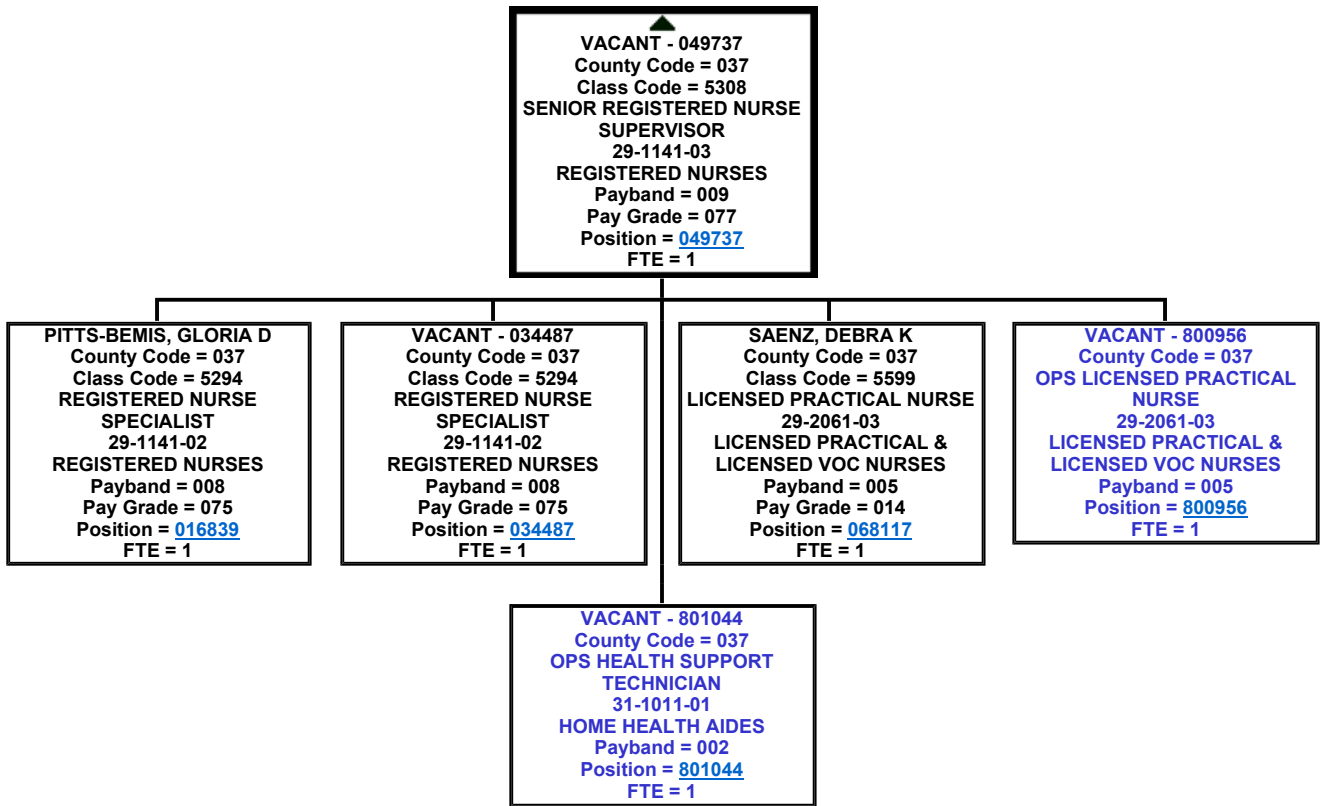 VACANT - 049737
County Code = 037
Class Code = 5308
SENIOR REGISTERED NURSE
SUPERVISOR
29-1141-03
REGISTERED NURSES
Payband = 009
Pay Grade = 077
Position = 049737
FTE = 1
PITTS-BEMIS, GLORIA D
County Code = 037
Class Code = 5294
REGISTERED NURSE
SPECIALIST
29-1141-02
REGISTERED NURSES
Payband = 008
Pay Grade = 075
Position = 016839
FTE = 1
VACANT - 034487
County Code = 037
Class Code = 5294
REGISTERED NURSE
SPECIALIST
29-1141-02
REGISTERED NURSES
Payband = 008
Pay Grade = 075
Position = 034487
FTE = 1
SAENZ, DEBRA K
County Code = 037
Class Code = 5599
LICENSED PRACTICAL NURSE
29-2061-03
LICENSED PRACTICAL &
LICENSED VOC NURSES
Payband = 005
Pay Grade = 014
Position = 068117
FTE = 1
VACANT - 800956
County Code = 037
OPS LICENSED PRACTICAL
NURSE
29-2061-03
LICENSED PRACTICAL &
LICENSED VOC NURSES
Payband = 005
Position = 800956
FTE = 1
VACANT - 801044
County Code = 037
OPS HEALTH SUPPORT
TECHNICIAN
31-1011-01
HOME HEALTH AIDES
Payband = 002
Position = 801044
FTE = 1